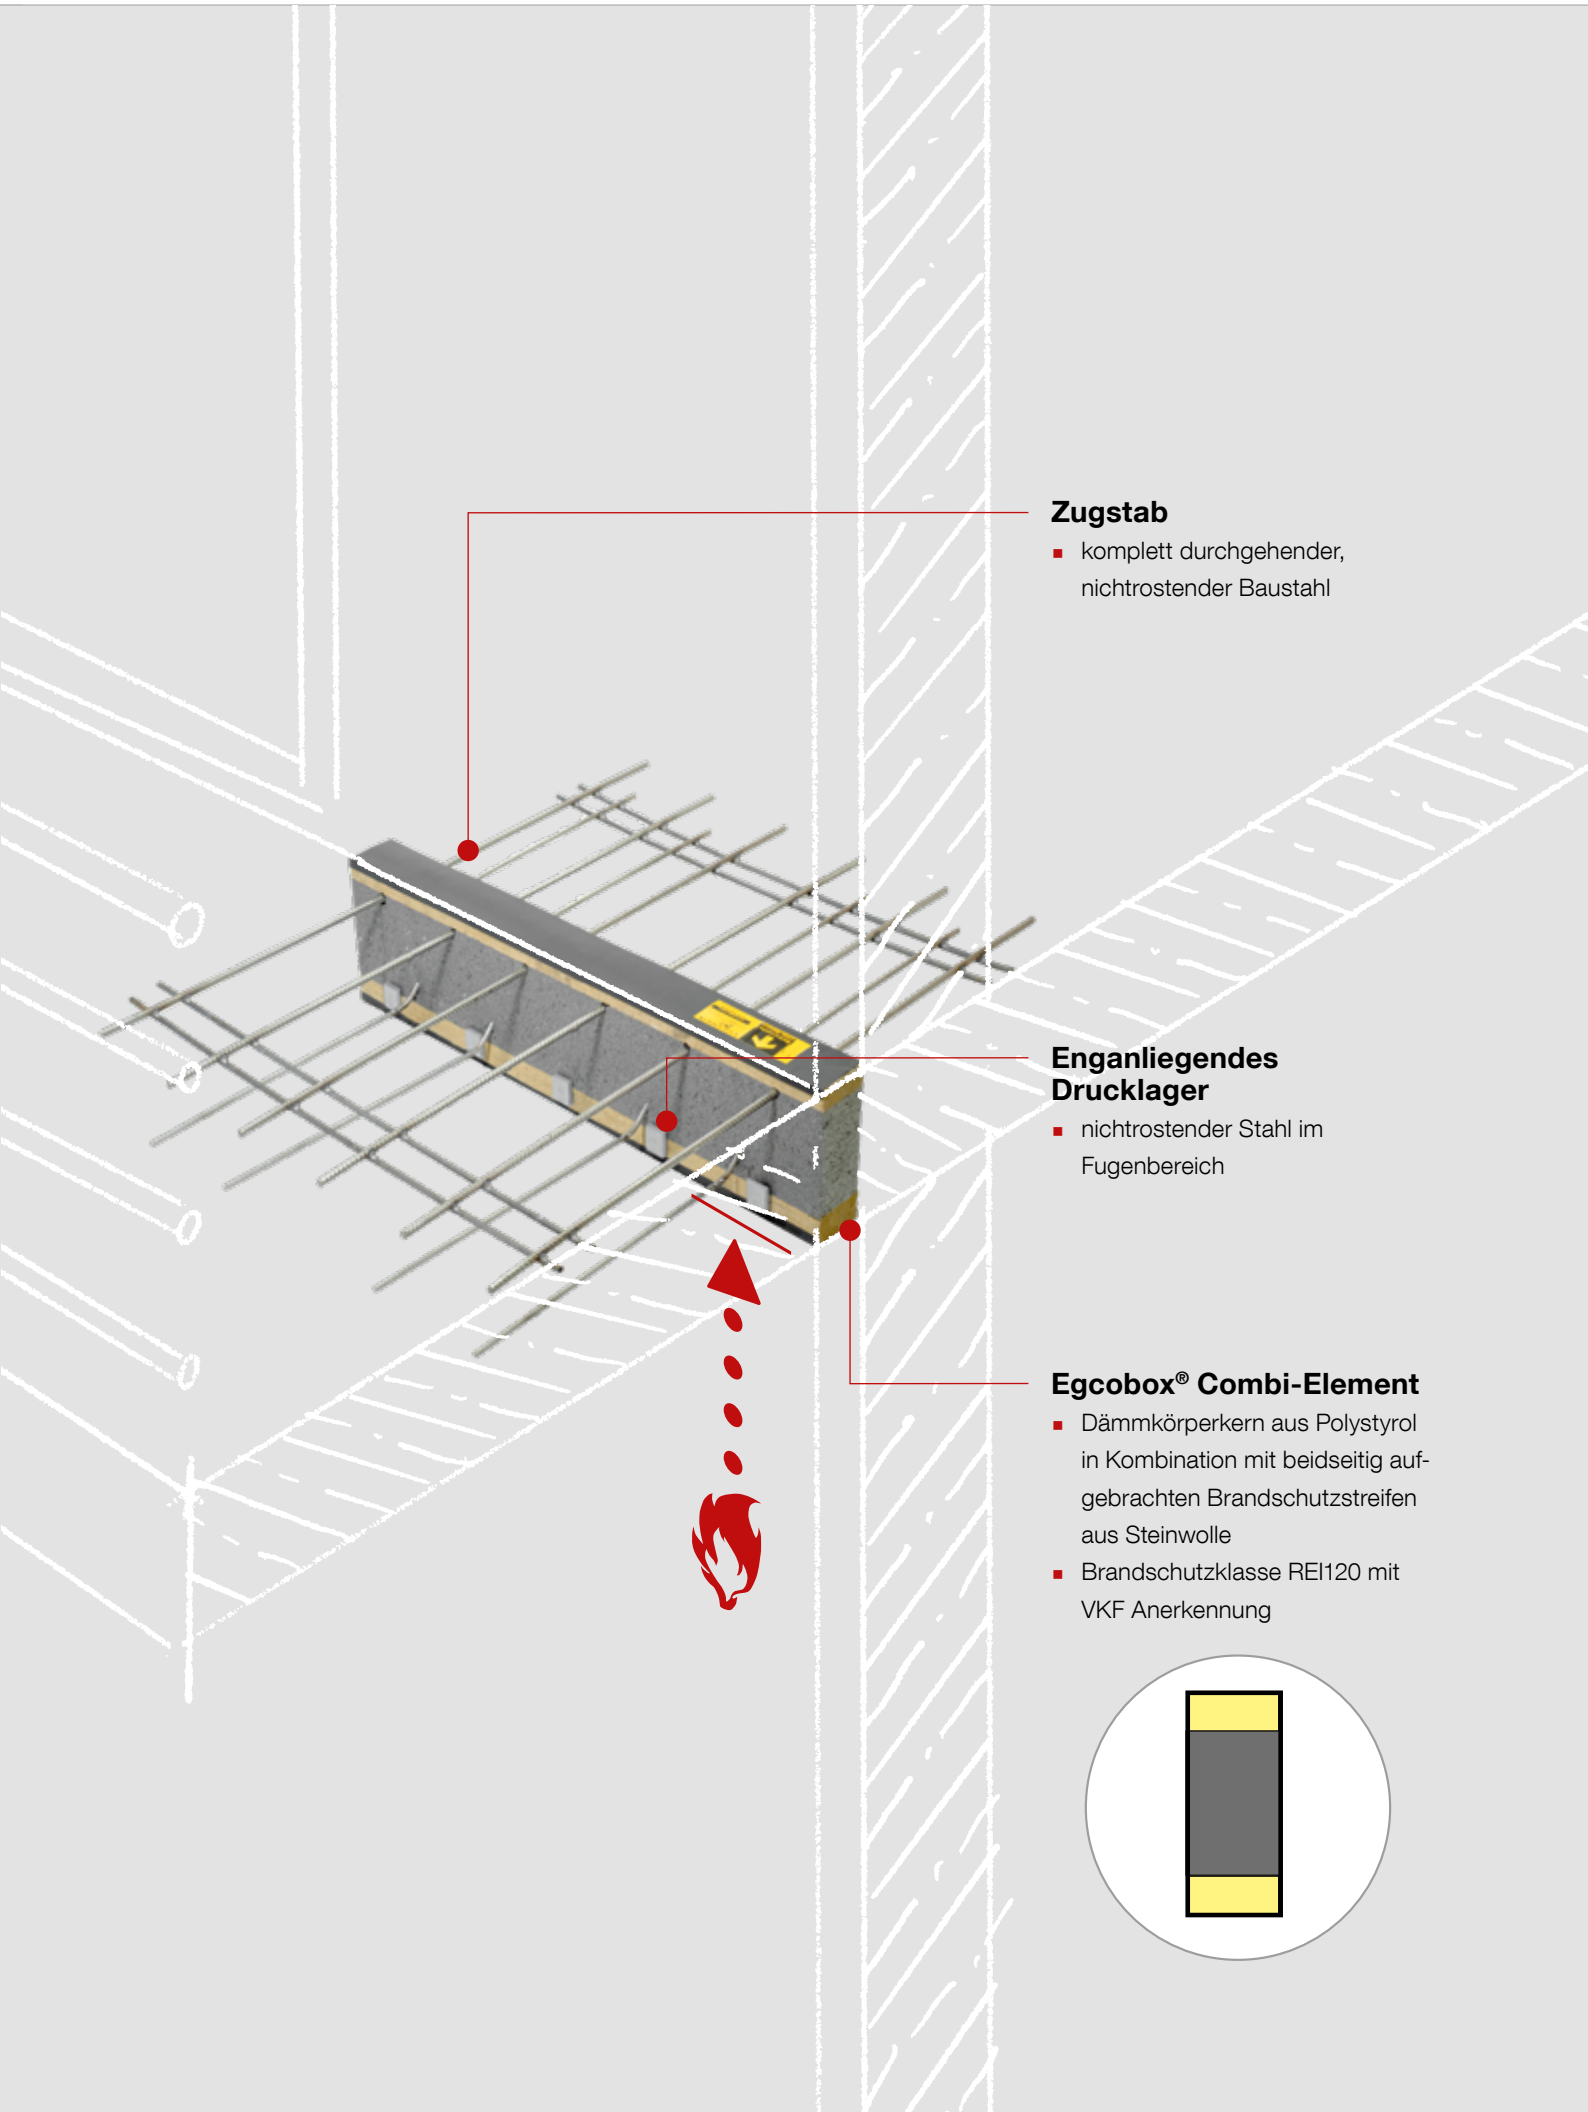 Zugstab
▪ komplett durchgehender,
nichtrostender Baustahl
Enganliegendes
Drucklager
▪ nichtrostender Stahl im
Fugenbereich
Egcobox® Combi-Element
▪ Dämmkörperkern aus Polystyrol
in Kombination mit beidseitig auf-
gebrachten Brandschutzstreifen
aus Steinwolle
▪ Brandschutzklasse REI120 mit
VKF Anerkennung